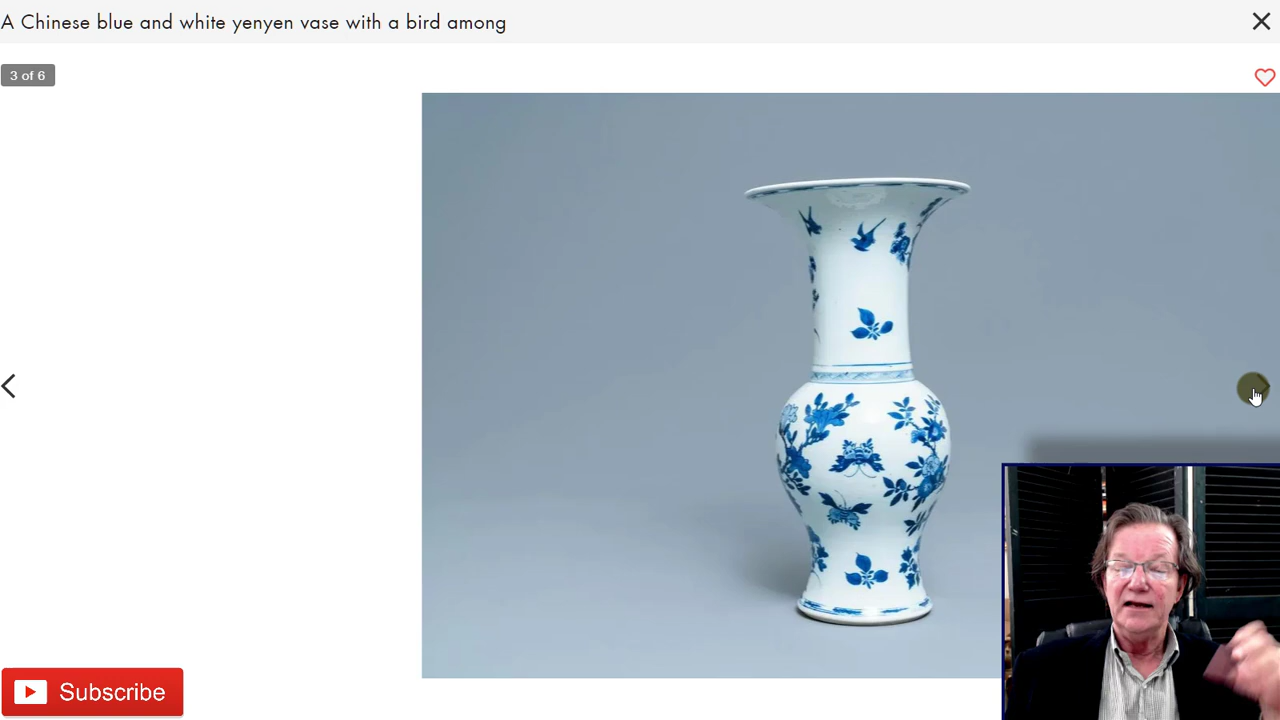 A Chinese blue and white yenyen vase with a bird among
3 of 6
Subscribe